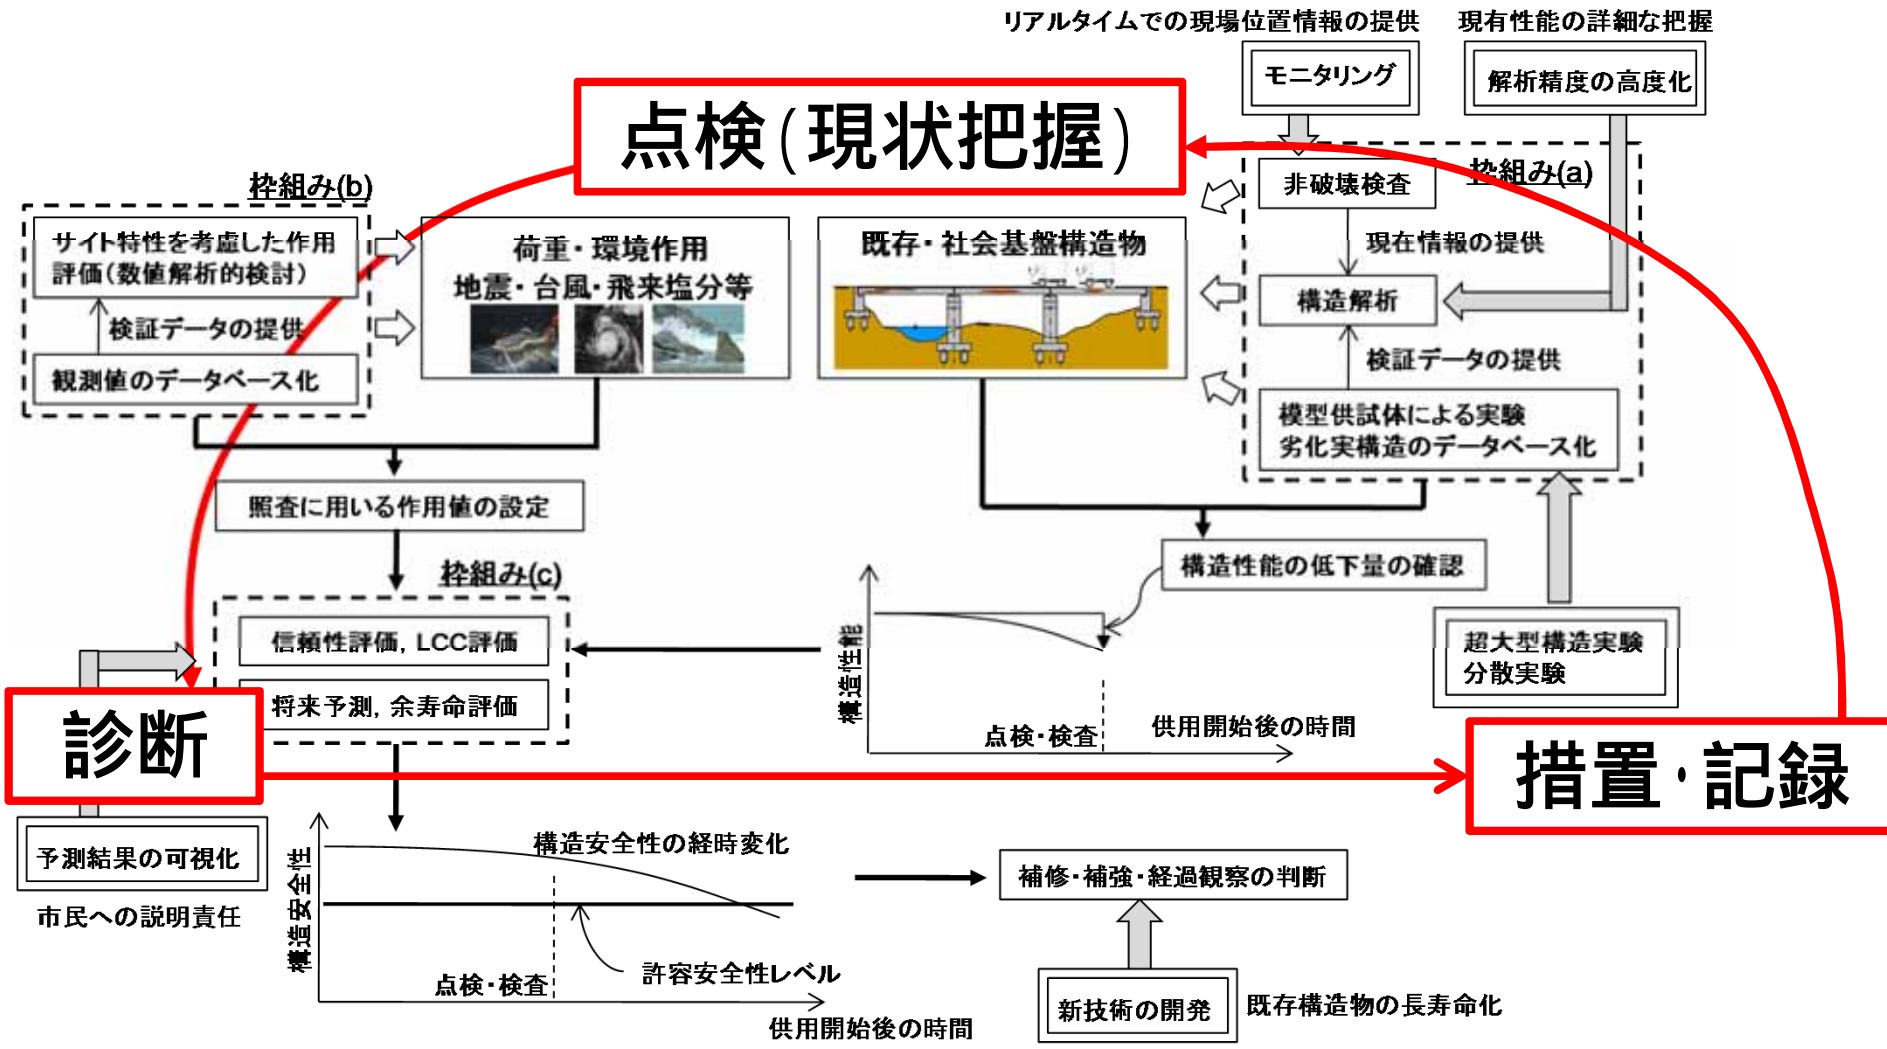 リアルタイムでの現場位置情報の提供
現有性能の詳細な把握
モニタリング
解析精度の高度化
点検(現状把握)
枠組み(a)
非破壊検査
現在情報の提供
構造解析
検証データの提供
模型供試体による実験
劣化実構造のデータベース化
枠組み(b)
サイト特性を考慮した作用
評価(数値解析的検討)
検証データの提供
観測値のデータベース化
荷重・環境作用
地震・台風・飛来塩分等
既存・社会基盤構造物
照査に用いる作用値の設定
構造性能の低下量の確認
枠組み(c)
信頼性評価, LCC評価
将来予測, 余寿命評価
構造性能
点検・検査
供用開始後の時間
超大型構造実験
分散実験
診断
措置・記録
予測結果の可視化
市民への説明責任
構造安全性
構造安全性の経時変化
点検・検査
許容安全性レベル
供用開始後の時間
補修・補強・経過観察の判断
新技術の開発
既存構造物の長寿命化